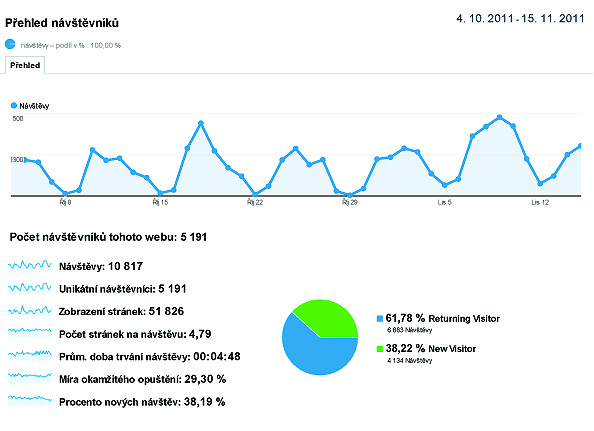 Přehled návštěvníků
4. 10. 2011 - 15. 11. 2011
návštěvy – podíl v % : 100,00 %
Přehled
Návštěvy
500
300
Říj 8
Říj 15
Říj 22
Říj 29
Lis 5
Lis 12
Počet návštěvníků tohoto webu: 5 191
Návštěvy: 10 817
Unikátní návštěvníci: 5 191
Zobrazení stránek: 51 826
Počet stránek na návštěvu: 4,79
Prům. doba trvání návštěvy: 00:04:48
Míra okamžitého opuštění: 29,30 %
Procento nových návštěv: 38,19 %
61,78 % Returning Visitor
6 683 Návštěvy
38,22 % New Visitor
4 134 Návštěvy